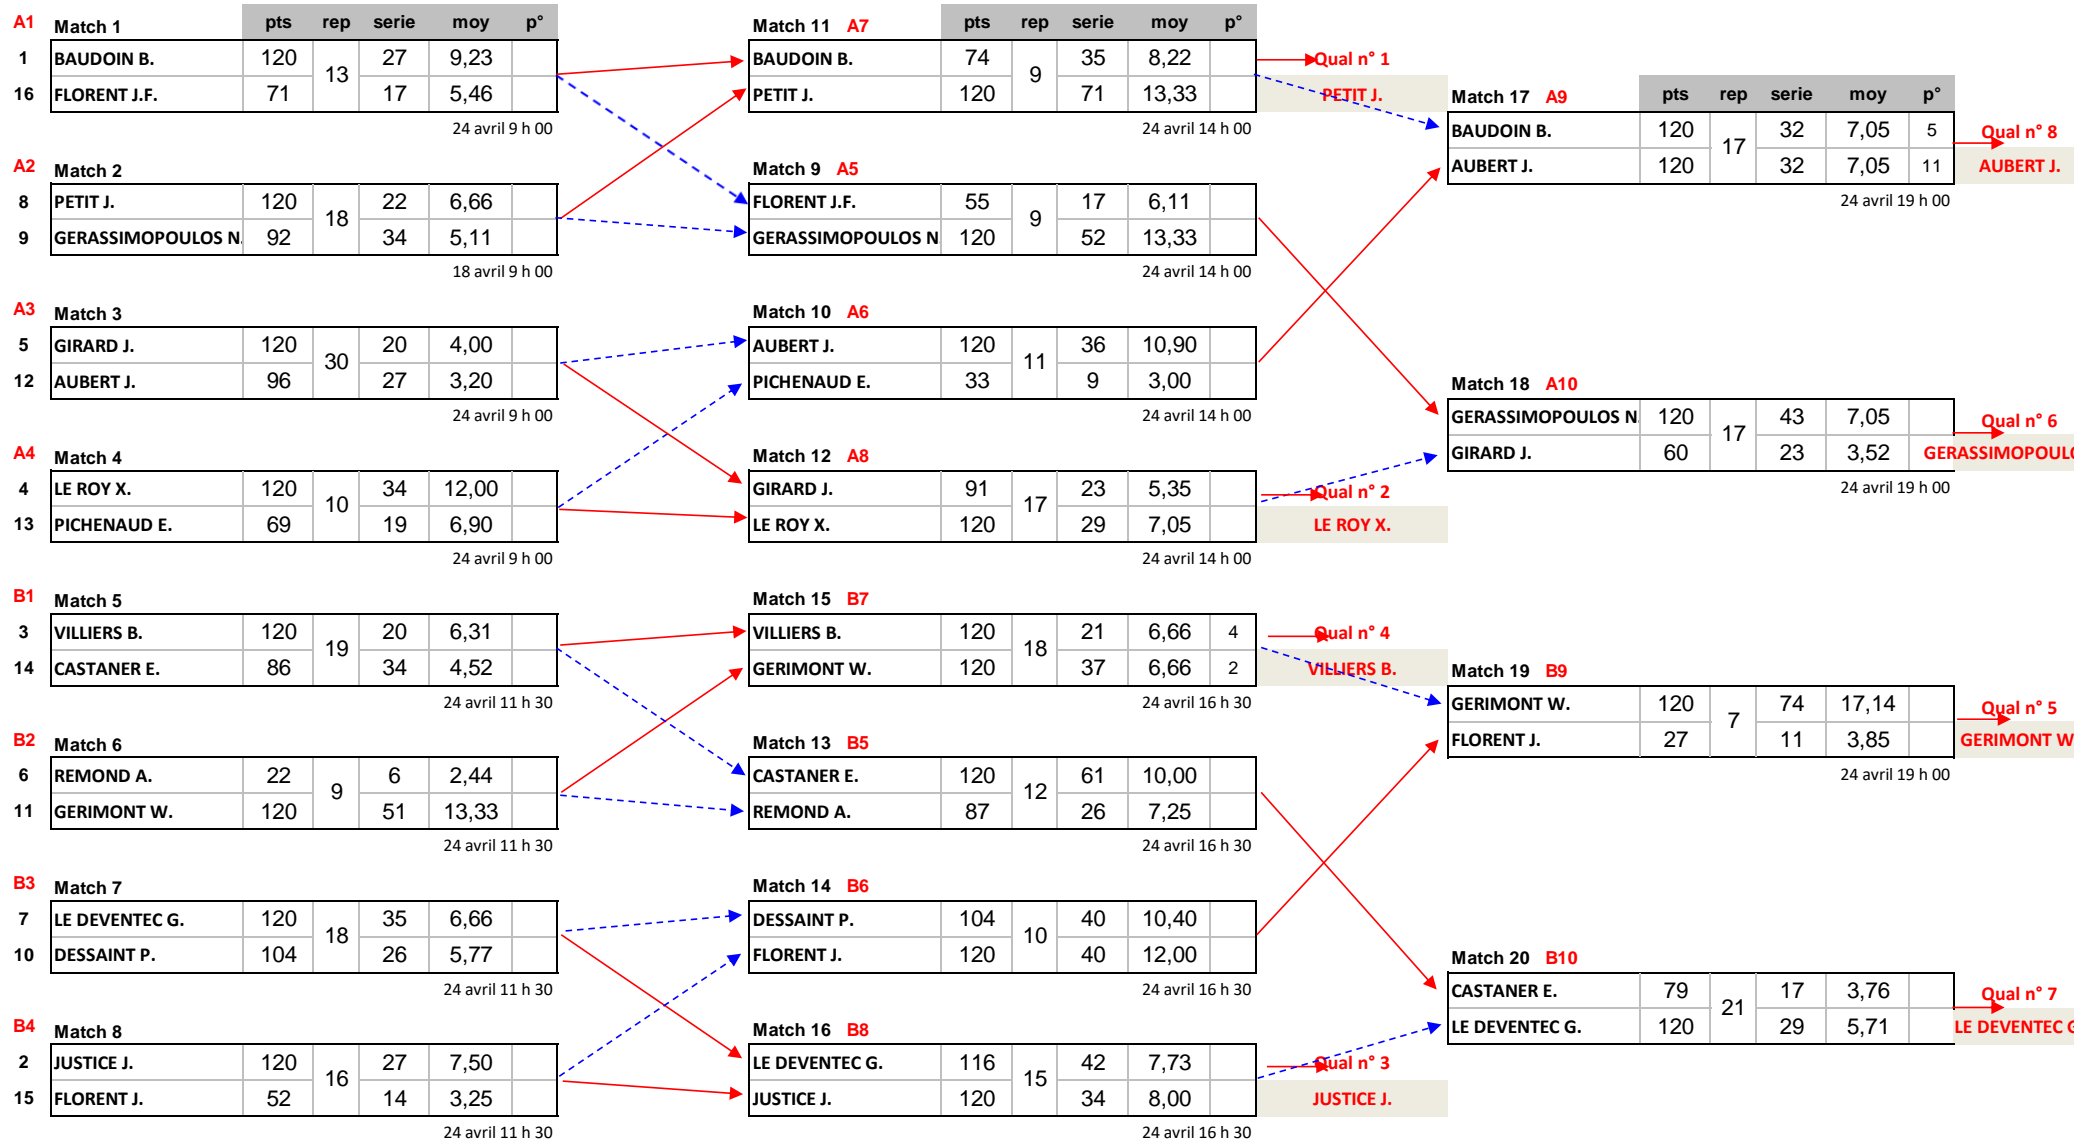 A1 Match 1 pts rep serie moy p°
1 BAUDOIN B. 120 13 27 9,23
16 FLORENT J.F. 71 17 5,46
24 avril 9 h 00
A2 Match 2
8 PETIT J. 120 18 22 6,66
9 GERASSIMOPOULOS N. 92 34 5,11
18 avril 9 h 00
A3 Match 3
5 GIRARD J. 120 30 20 4,00
12 AUBERT J. 96 27 3,20
24 avril 9 h 00
A4 Match 4
4 LE ROY X. 120 10 34 12,00
13 PICHENAUD E. 69 19 6,90
24 avril 9 h 00
B1 Match 5
3 VILLIERS B. 120 19 20 6,31
14 CASTANER E. 86 34 4,52
24 avril 11 h 30
B2 Match 6
6 REMOND A. 22 9 6 2,44
11 GERIMONT W. 120 51 13,33
24 avril 11 h 30
B3 Match 7
7 LE DEVENTEC G. 120 18 35 6,66
10 DESSAINT P. 104 26 5,77
24 avril 11 h 30
B4 Match 8
2 JUSTICE J. 120 16 27 7,50
15 FLORENT J. 52 14 3,25
24 avril 11 h 30
Match 11 A7 pts rep serie moy p°
BAUDOIN B. 74 9 35 8,22
PETIT J. 120 71 13,33
24 avril 14 h 00
Qual n° 1
PETIT J.
Match 9 A5
FLORENT J.F. 55 9 17 6,11
GERASSIMOPOULOS N 120 52 13,33
24 avril 14 h 00
Match 10 A6
AUBERT J. 120 11 36 10,90
PICHENAUD E. 33 9 3,00
24 avril 14 h 00
Match 12 A8
GIRARD J. 91 17 23 5,35
LE ROY X. 120 29 7,05
24 avril 14 h 00
Qual n° 2
LE ROY X.
Match 15 B7
VILLIERS B. 120 18 21 6,66 4
GERIMONT W. 120 37 6,66 2
24 avril 16 h 30
Qual n° 4
VILLIERS B.
Match 13 B5
CASTANER E. 120 12 61 10,00
REMOND A. 87 26 7,25
24 avril 16 h 30
Match 14 B6
DESSAINT P. 104 10 40 10,40
FLORENT J. 120 40 12,00
24 avril 16 h 30
Match 16 B8
LE DEVENTEC G. 116 15 42 7,73
JUSTICE J. 120 34 8,00
24 avril 16 h 30
Qual n° 3
JUSTICE J.
Match 17 A9 pts rep serie moy p°
BAUDOIN B. 120 17 32 7,05 5
AUBERT J. 120 32 7,05 11
24 avril 19 h 00
Qual n° 8
AUBERT J.
Match 18 A10
GERASSIMOPOULOS N. 120 17 43 7,05
GIRARD J. 60 23 3,52
24 avril 19 h 00
Qual n° 6
GERASSIMOPOULO
Match 19 B9
GERIMONT W. 120 7 74 17,14
FLORENT J. 27 11 3,85
24 avril 19 h 00
Qual n° 5
GERIMONT W
Match 20 B10
CASTANER E. 79 21 17 3,76
LE DEVENTEC G. 120 29 5,71
Qual n° 7
LE DEVENTEC G